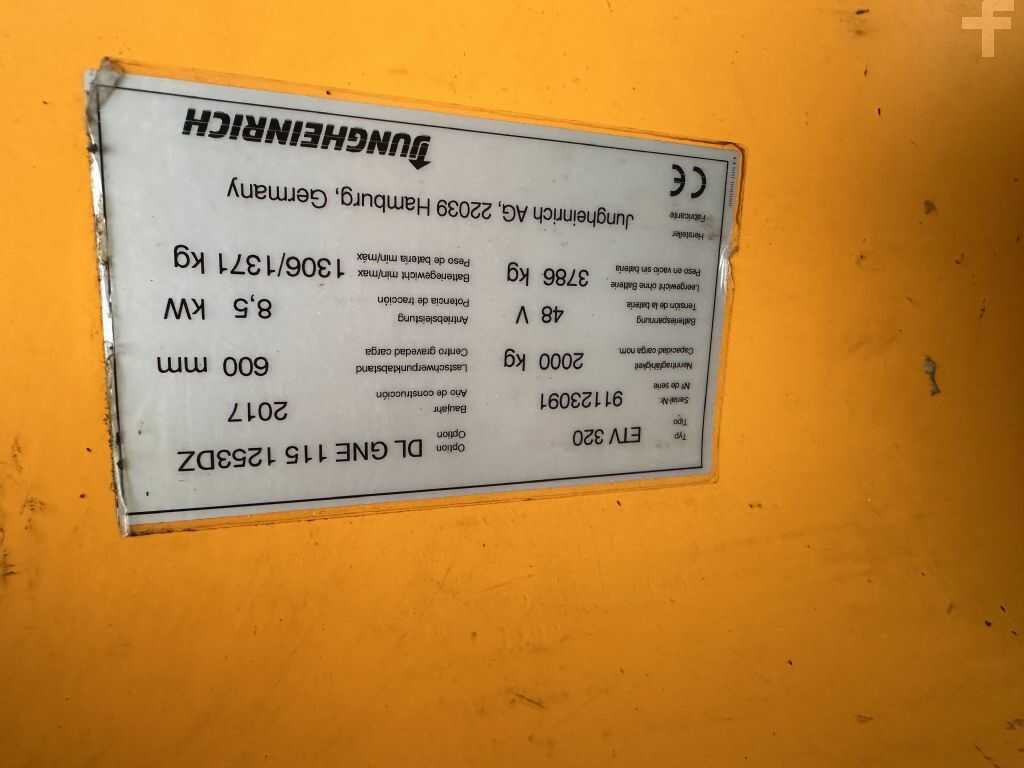 Typ
Tipo
ETV 320
Option
Option
DL GNE 115 1253DZ
Serial-Nr.
Nº de serie
91123091
Baujahr
Año de construcción
2017
Nenntragfähigkeit
Capacidad carga nom.
2000 kg
Lastschwerpunktabstand
Centro gravedad carga
600 mm
Batteriespannung
Tensión de la batería
48 V
Antriebsleistung
Potencia de tracción
8,5 kW
Leergewicht ohne Batterie
Peso en vacío sin batería
3786 kg
Batteriegewicht min/max
Peso de batería min/máx
1306/1371 kg
Hersteller
Fabricante
Jungheinrich AG, 22039 Hamburg, Germany
CE
JUNGHEINRICH
f